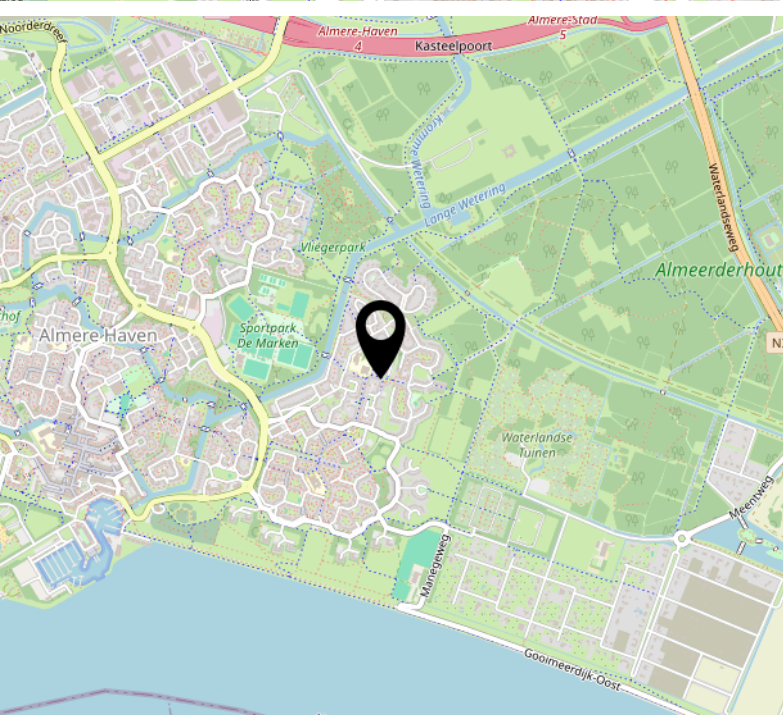 Noorderdreef
Almere-Haven
4
Almere-Stad
5
Kasteelpoort
Kromme Wetering
Lange Wetering
Waterlandseweg
Vliegerpark
Almeerderhout
Sportpark
De Marken
Almere Haven
Waterlandse
Tuinen
Meentweg
Manegeweg
Gooimeerdijk-Oost